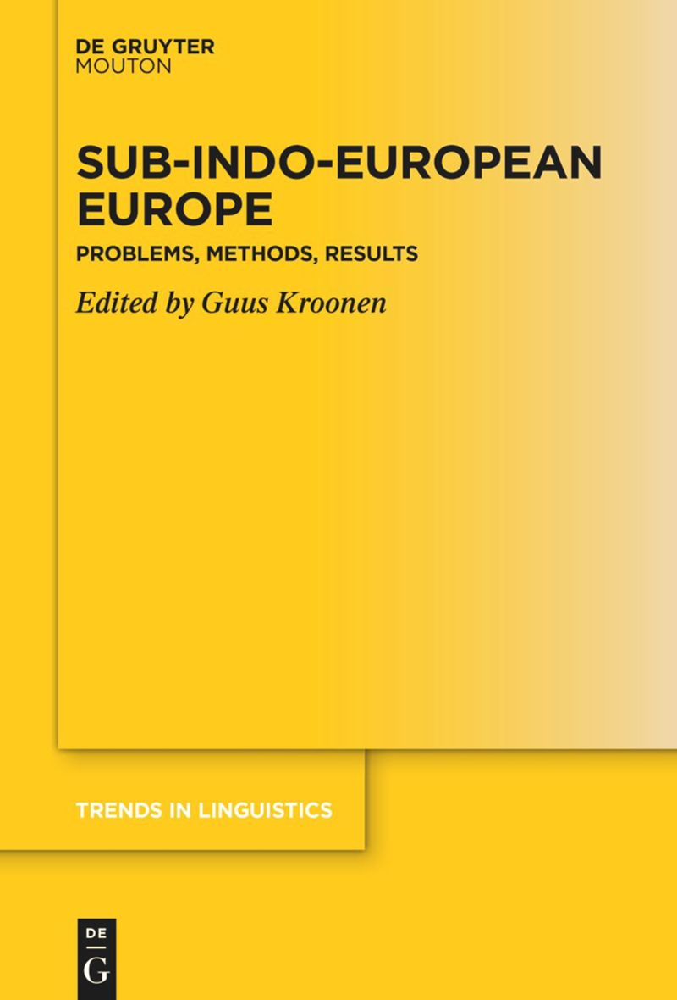 DE GRUYTER
MOUTON
SUB-INDO-EUROPEAN
EUROPE
PROBLEMS, METHODS, RESULTS
Edited by Guus Kroonen
TRENDS IN LINGUISTICS
DE
G